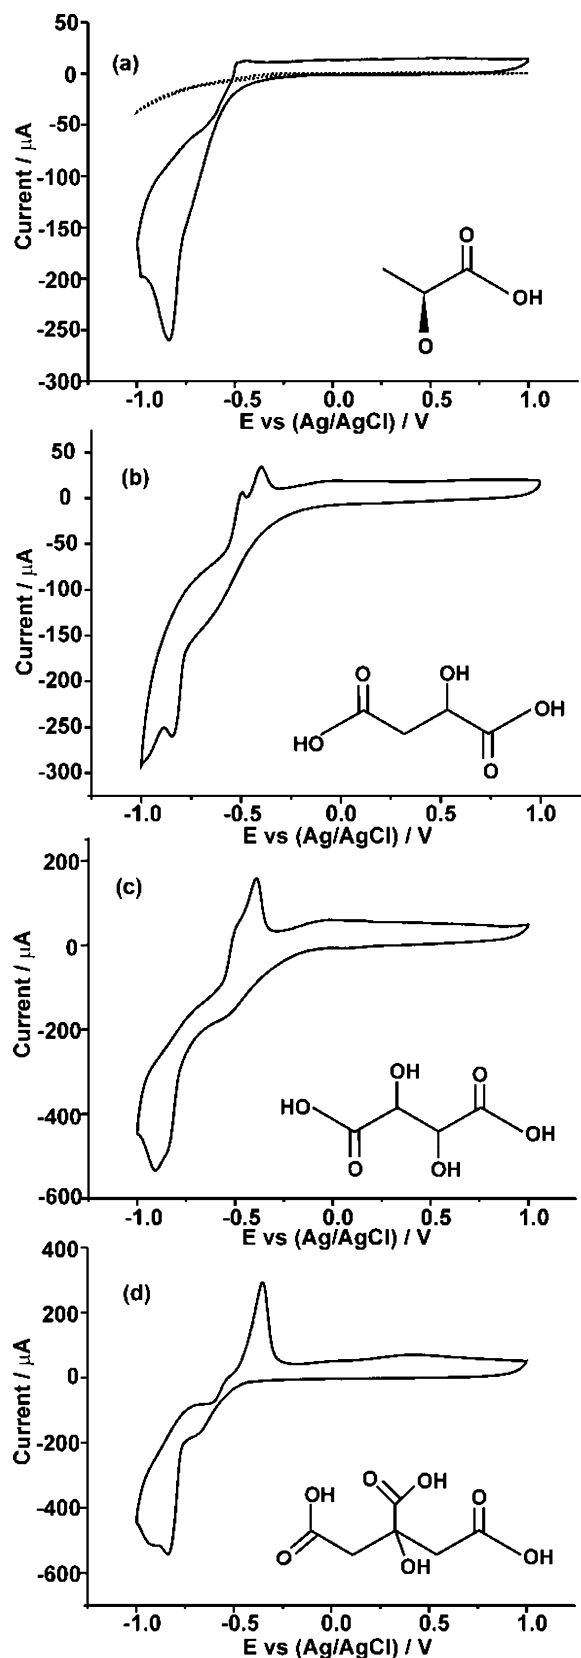 (a)
50
0
-50
-100
-150
-200
-250
-300
Current / μA
O
OH
O
-1.0 -0.5 0.0 0.5 1.0
E vs (Ag/AgCl) / V
(b)
50
0
-50
-100
-150
-200
-250
-300
Current / μA
O
OH
HO
OH
O
-1.0 -0.5 0.0 0.5 1.0
E vs (Ag/AgCl) / V
(c)
200
0
-200
-400
-600
Current / μA
OH
O
HO
OH
O
OH
-1.0 -0.5 0.0 0.5 1.0
E vs (Ag/AgCl) / V
(d)
400
200
0
-200
-400
-600
Current / μA
OH
O
OH
O
O
OH
OH
-1.0 -0.5 0.0 0.5 1.0
E vs (Ag/AgCl) / V